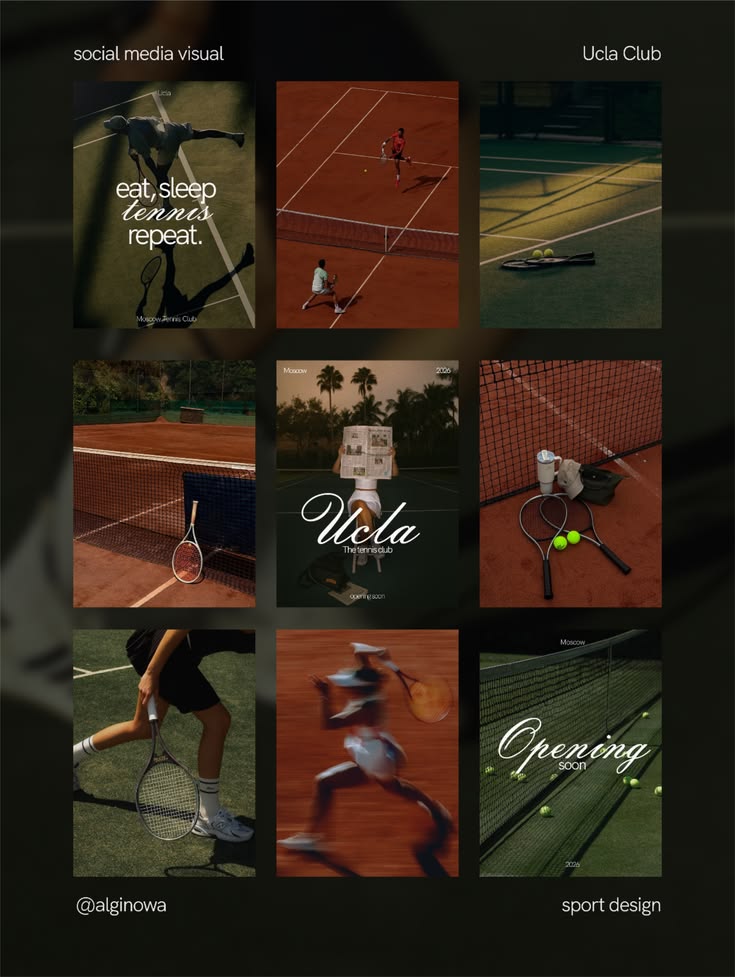 social media visual
Ucla Club
Ucla
eat, sleep
tennis
repeat.
Moscow Tennis Club
Moscow
2026
Ucla
The tennis club
opening soon
Moscow
Opening
soon
2026
@alginowa
sport design